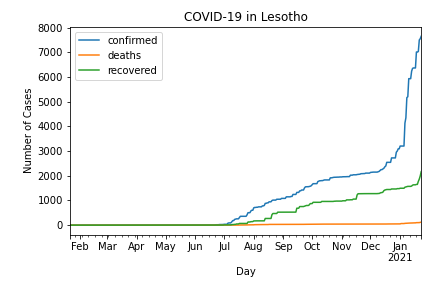 COVID-19 in Lesotho
confirmed
deaths
recovered
Number of Cases
8000
7000
6000
5000
4000
3000
2000
1000
0
Feb Mar Apr May Jun Jul Aug Sep Oct Nov Dec Jan
2021
Day